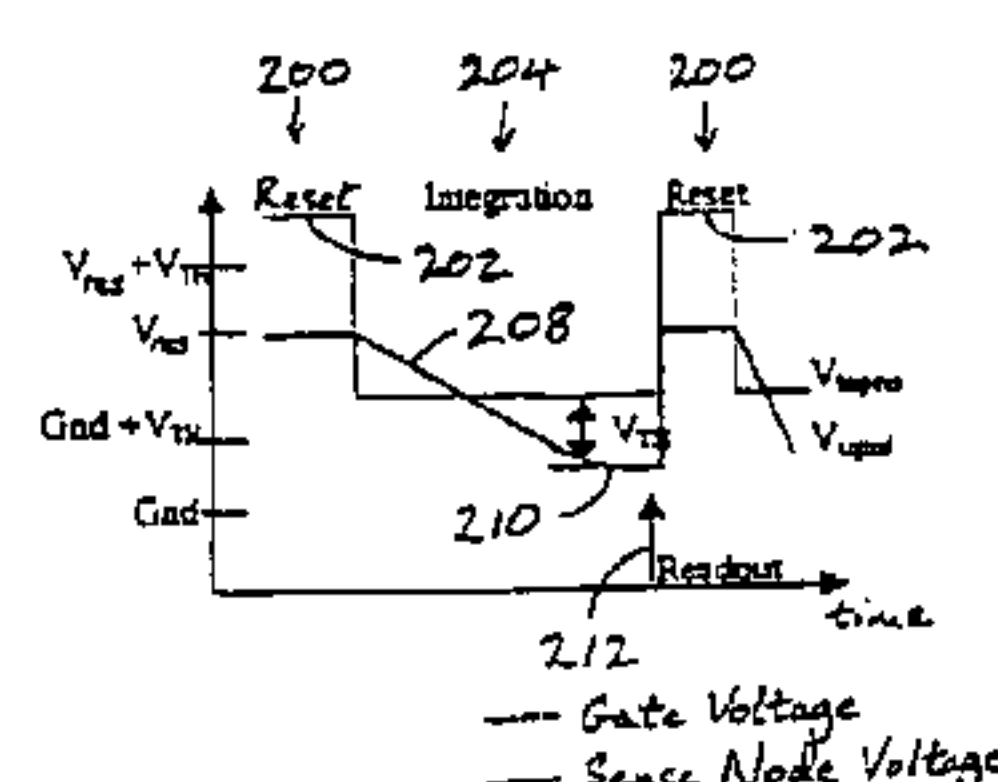 200 204 200
Reset Integration Reset
Vres + VTH 202 202
Vres 208
Gnd + VTH VTH
Gnd 210
Readout
time
212
Gate Voltage
Sense Node Voltage